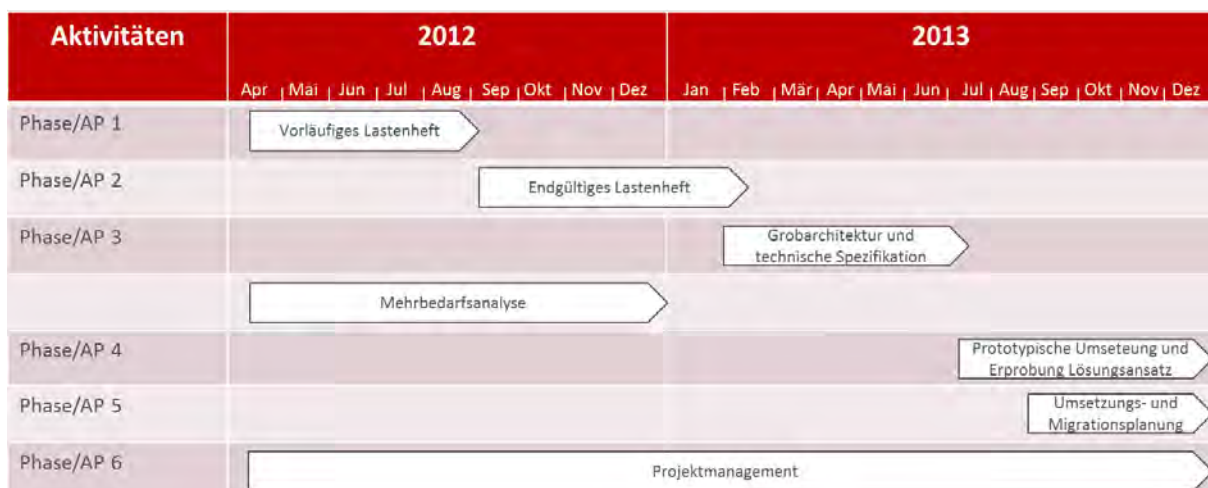 Aktivitäten 2012 2013
Apr Mai Jun Jul Aug Sep Okt Nov Dez Jan Feb Mär Apr Mai Jun Jul Aug Sep Okt Nov Dez
Phase/AP 1
Vorläufiges Lastenheft
Phase/AP 2
Endgültiges Lastenheft
Phase/AP 3
Grobarchitektur und
technische Spezifikation
Mehrbedarfsanalyse
Phase/AP 4
Prototypische Umseteung und
Erprobung Lösungsansatz
Phase/AP 5
Umsetzungs- und
Migrationsplanung
Phase/AP 6
Projektmanagement